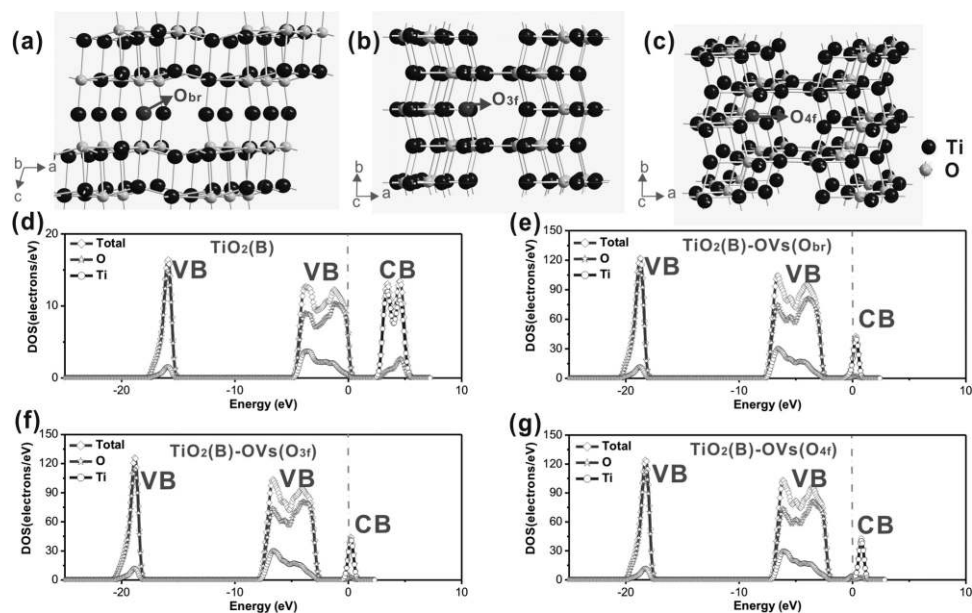 (a)
(b)
(c)
Obr
O3f
O4f
b
a
c
b
c
a
b
c
a
Ti
O
(d)
TiO2(B)
Total
O
Ti
VB
VB
CB
DOS(electrons/eV)
20
10
0
-20
-10
0
10
Energy (eV)
(e)
TiO2(B)-OVs(Obr)
Total
O
Ti
VB
VB
CB
DOS(electrons/eV)
150
120
90
60
30
0
-20
-10
0
10
Energy (eV)
(f)
TiO2(B)-OVs(O3f)
Total
O
Ti
VB
VB
CB
DOS(electrons/eV)
150
120
90
60
30
0
-20
-10
0
10
Energy (eV)
(g)
TiO2(B)-OVs(O4f)
Total
O
Ti
VB
VB
CB
DOS(electrons/eV)
150
120
90
60
30
0
-20
-10
0
10
Energy (eV)